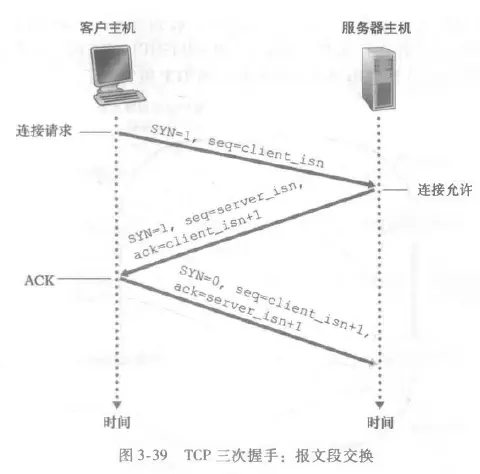 客户主机
服务器主机
连接请求
SYN=1, seq=client_isn
连接允许
SYN=1, seq=server_isn,
ack=client_isn+1
ACK
SYN=0, seq=client_isn+1,
ack=server_isn+1
时间
时间
图 3-39 TCP 三次握手：报文段交换